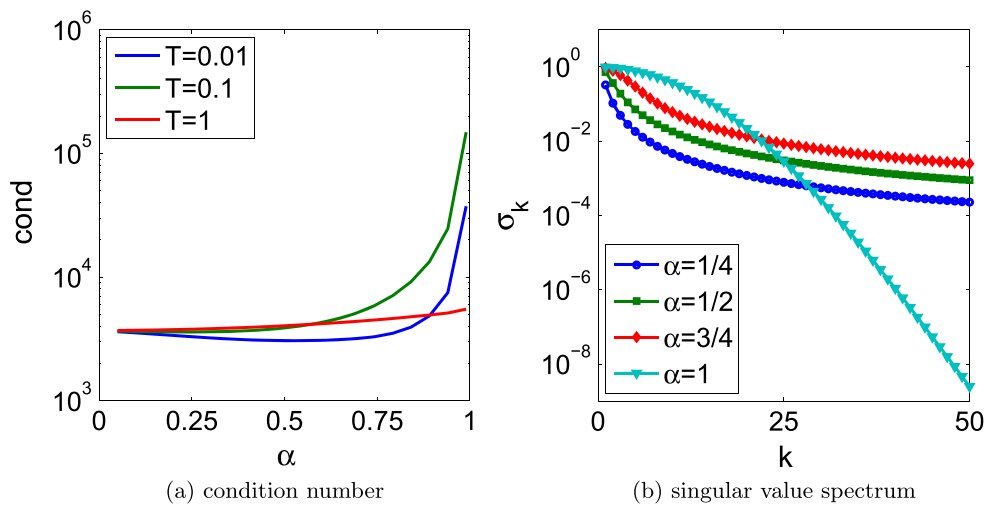 10^6
10^5
10^4
10^3
cond
T=0.01
T=0.1
T=1
0 0.25 0.5 0.75 1
α
(a) condition number
10^0
10^-2
10^-4
10^-6
10^-8
σ_k
α=1/4
α=1/2
α=3/4
α=1
0 25 50
k
(b) singular value spectrum